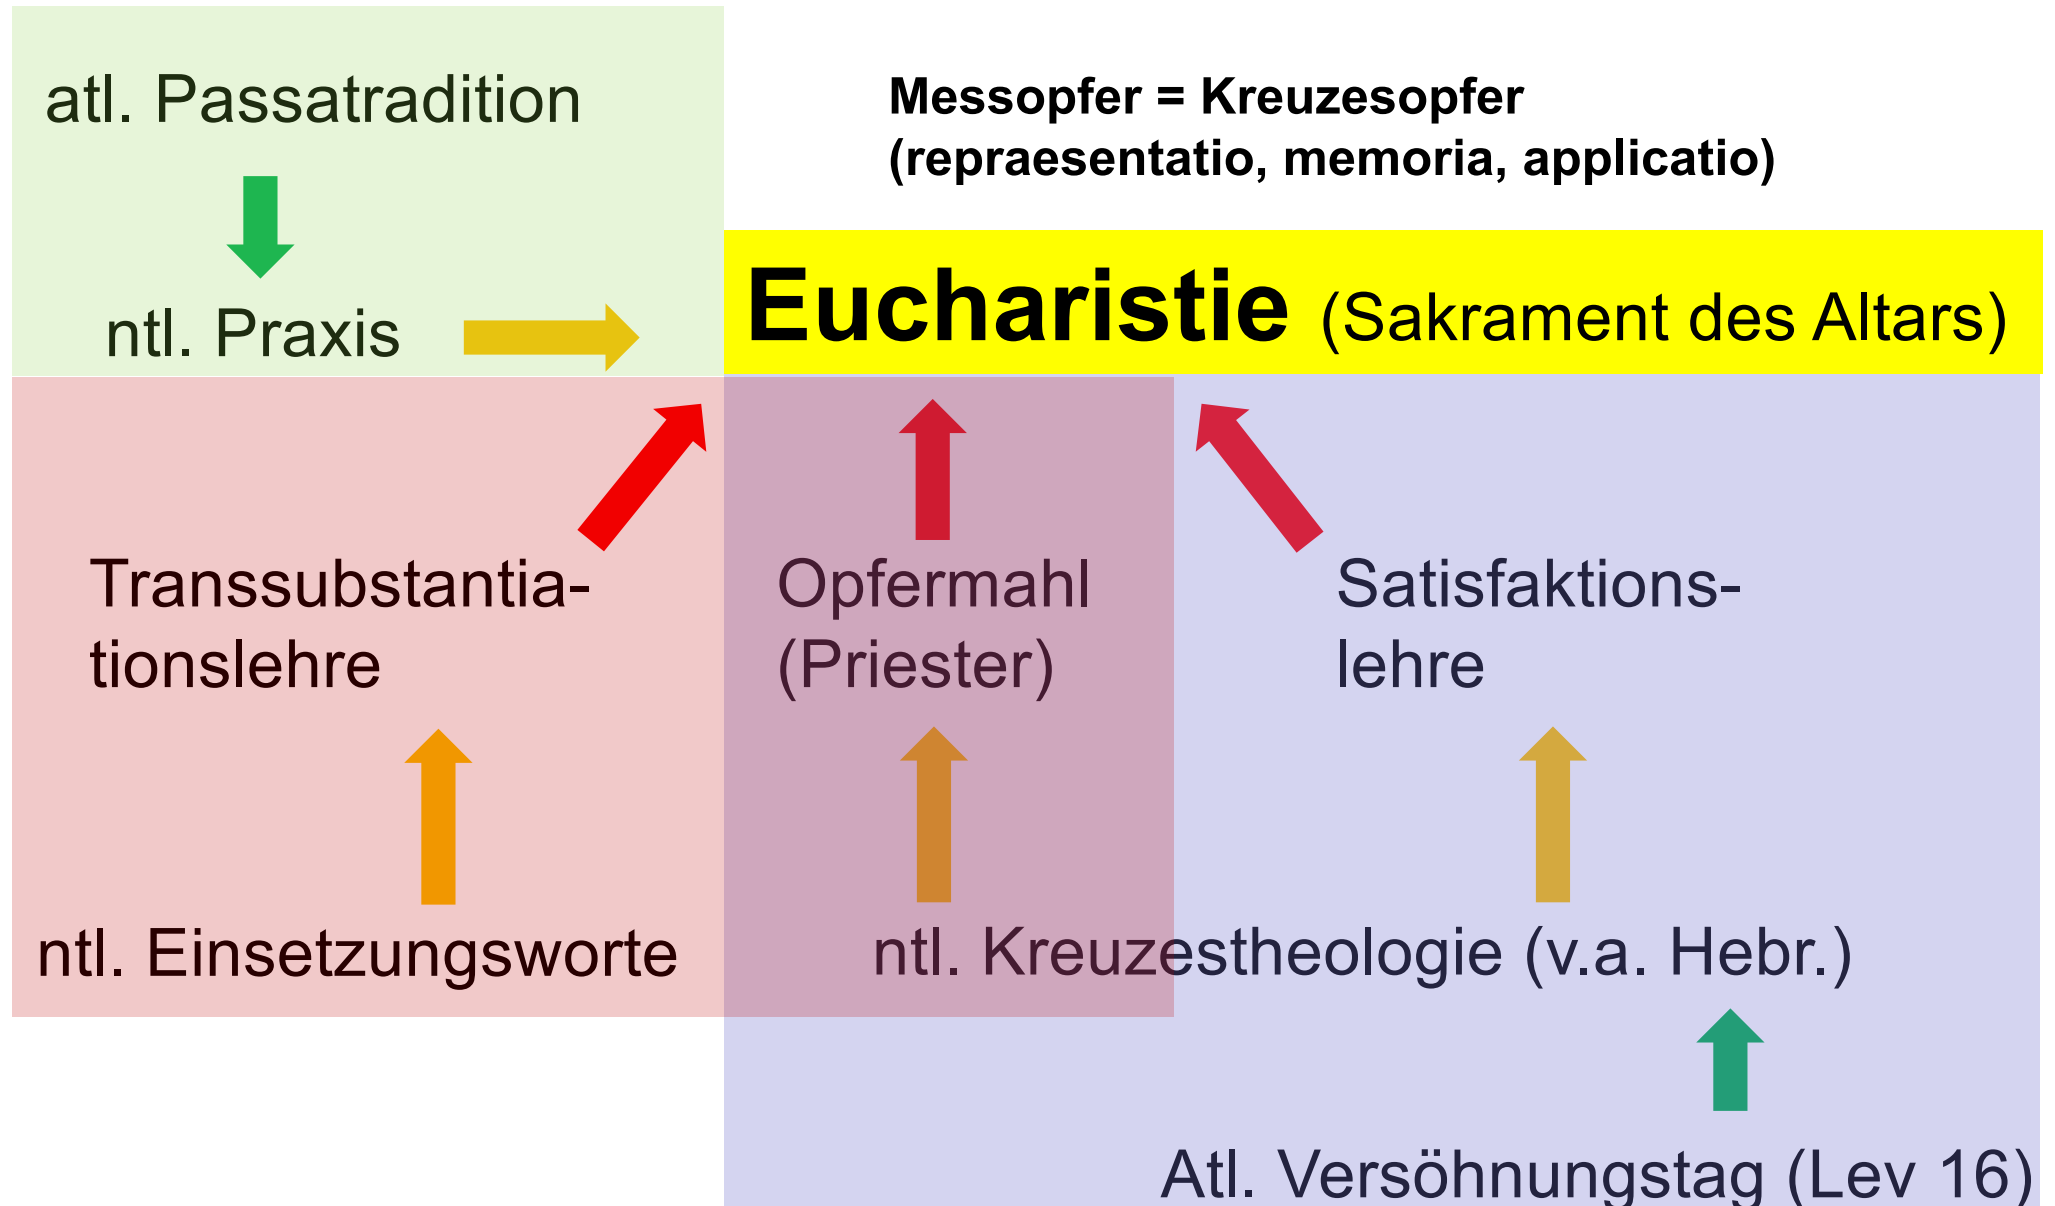 atl. Passatradition
Messopfer = Kreuzesopfer
(repraesentatio, memoria, applicatio)
ntl. Praxis
Eucharistie (Sakrament des Altars)
Transsubstantia-
tionslehre
Opfermahl
(Priester)
Satisfaktions-
lehre
ntl. Einsetzungsworte
ntl. Kreuzestheologie (v.a. Hebr.)
Atl. Versöhnungstag (Lev 16)